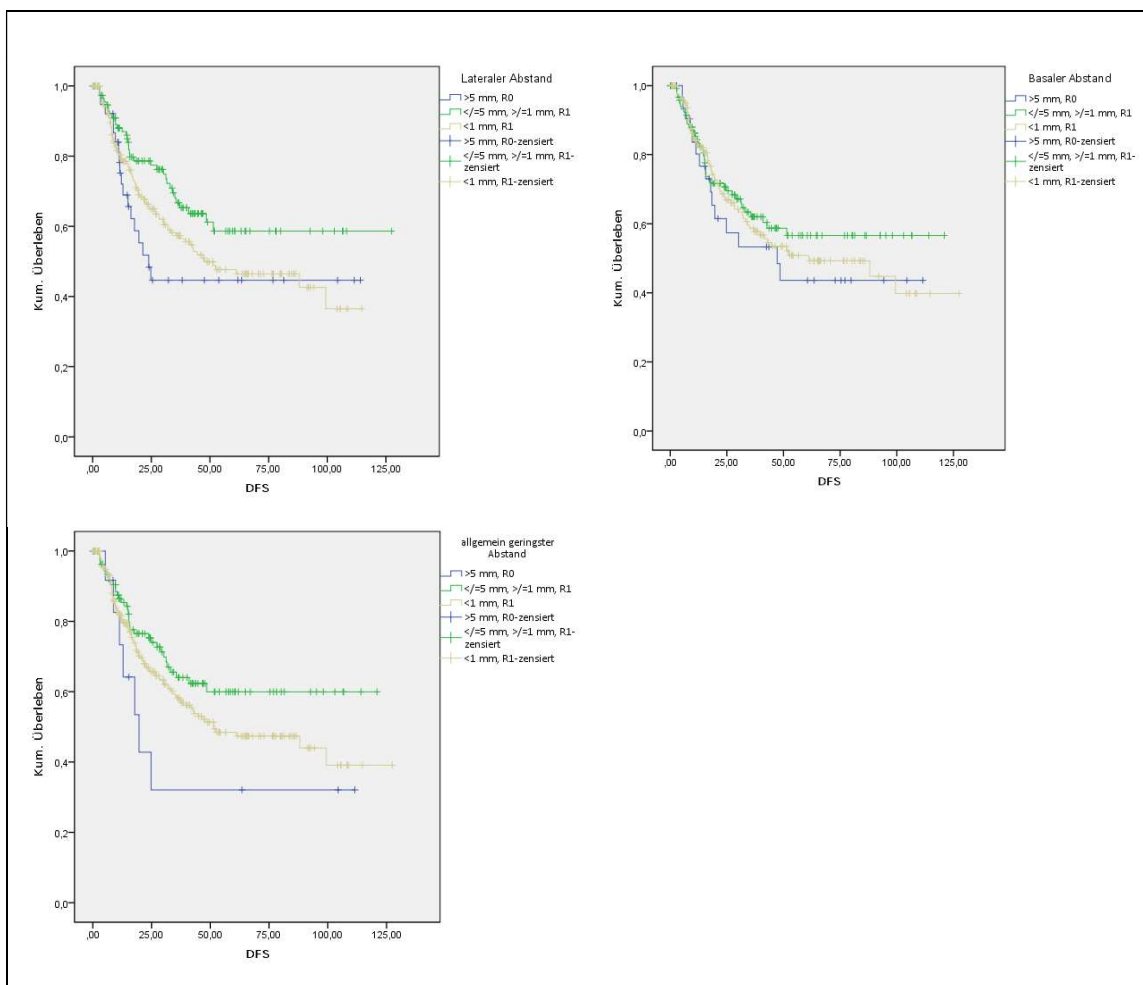 Lateraler Abstand
>5 mm, R0
</=5 mm, >/=1 mm, R1
<1 mm, R1
>5 mm, R0-zensiert
</=5 mm, >/=1 mm, R1-
zensiert
<1 mm, R1-zensiert
1,0
0,8
0,6
0,4
0,2
0,0
Kum. Überleben
,00 25,00 50,00 75,00 100,00 125,00
DFS
Basaler Abstand
>5 mm, R0
</=5 mm, >/=1 mm, R1
<1 mm, R1
>5 mm, R0-zensiert
</=5 mm, >/=1 mm, R1-
zensiert
<1 mm, R1-zensiert
1,0
0,8
0,6
0,4
0,2
0,0
Kum. Überleben
,00 25,00 50,00 75,00 100,00 125,00
DFS
allgemein geringster
Abstand
>5 mm, R0
</=5 mm, >/=1 mm, R1
<1 mm, R1
>5 mm, R0-zensiert
</=5 mm, >/=1 mm, R1-
zensiert
<1 mm, R1-zensiert
1,0
0,8
0,6
0,4
0,2
0,0
Kum. Überleben
,00 25,00 50,00 75,00 100,00 125,00
DFS